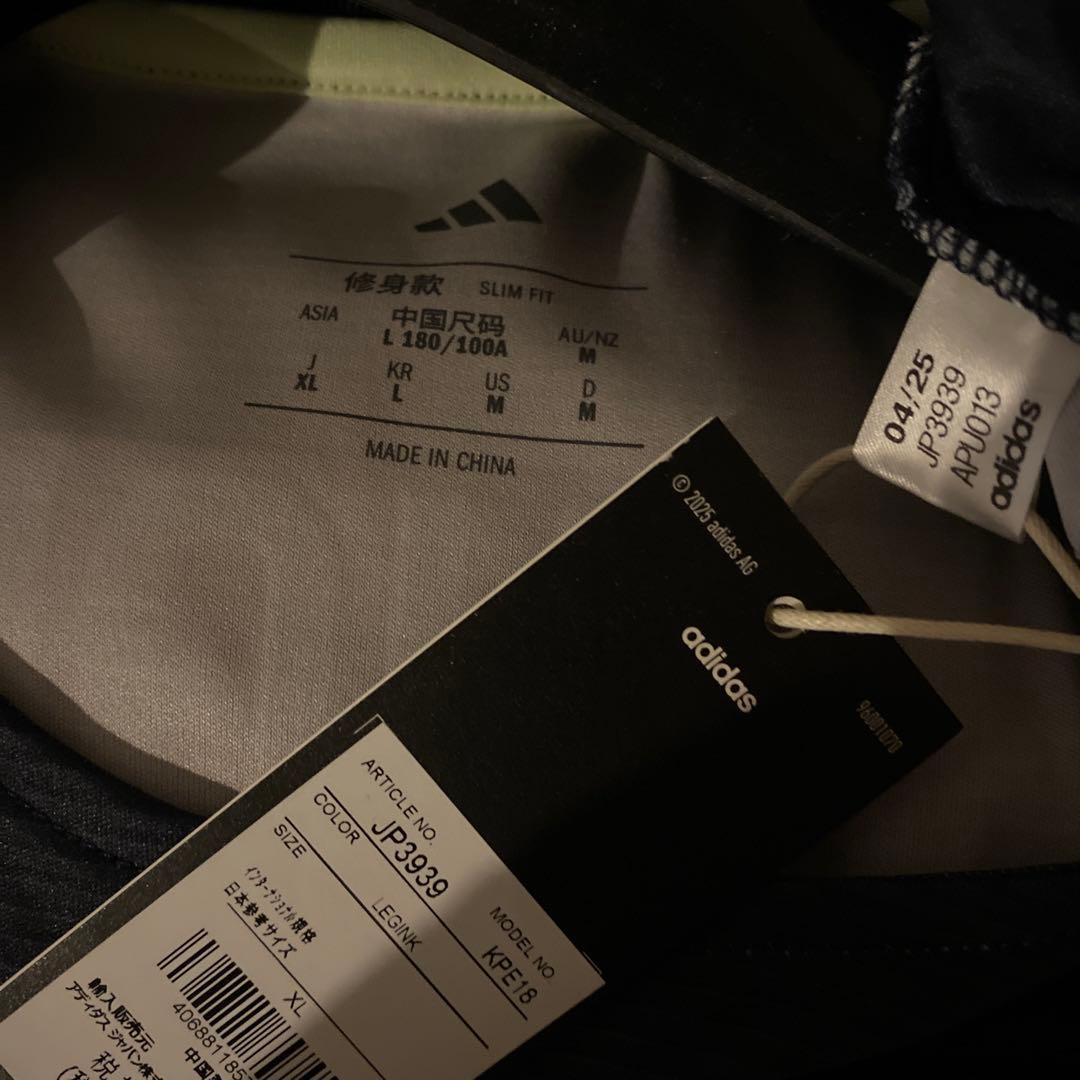 修身款 SLIM FIT
ASIA 中国尺码 AU/NZ
L 180/100A M
J KR US D
XL L M M
MADE IN CHINA
04/25
JP3939
APU013
adidas
© 2025 adidas AG
adidas
96001070
ARTICLE NO. MODEL NO.
JP3939 KPE18
COLOR LEGINK
SIZE
インターナショナル規格
日本参考サイズ XL
40688118
輸入販売元
アディダス ジャパン株式
税